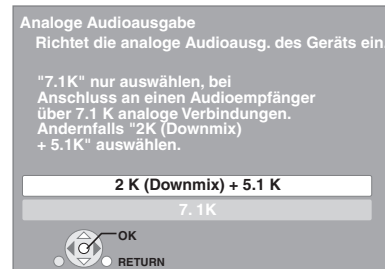 Analoge Audioausgabe
Richtet die analoge Audioausg. des Geräts ein.
"7.1K" nur auswählen, bei
Anschluss an einen Audioempfänger
über 7.1 K analoge Verbindungen.
Andernfalls "2K (Downmix)
+ 5.1K" auswählen.
2 K (Downmix) + 5.1 K
7. 1K
OK
RETURN